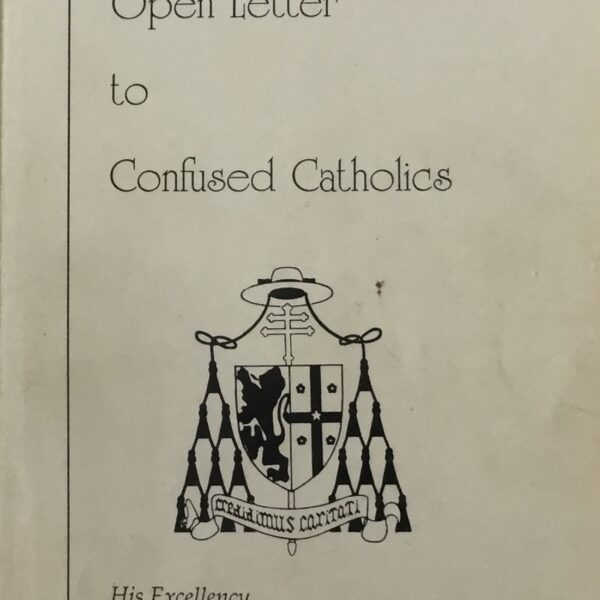 Open Letter
to
Confused Catholics
credidimus caritati
His Excellency